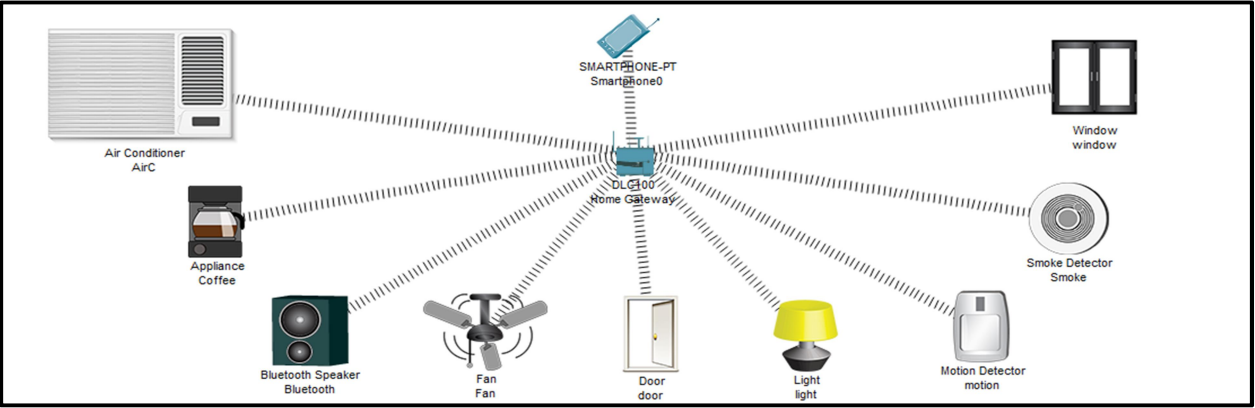 SMARTPHONE-PT
Smartphone0
Air Conditioner
AirC
Window
window
DLC100
Home Gateway
Appliance
Coffee
Smoke Detector
Smoke
Bluetooth Speaker
Bluetooth
Fan
Fan
Door
door
Light
light
Motion Detector
motion